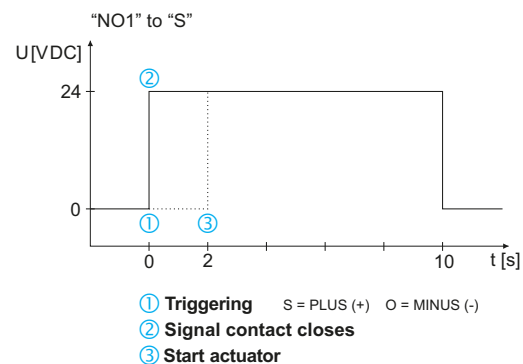 “NO1” to “S”
U[VDC]
②
24
0
① ③
0 2 10 t [s]
① Triggering S = PLUS (+) O = MINUS (-)
② Signal contact closes
③ Start actuator